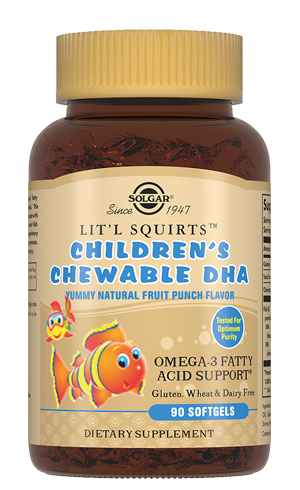 SOLGAR®
Since 1947
LIT'L SQUIRTS™
CHILDREN'S
CHEWABLE DHA
YUMMY NATURAL FRUIT PUNCH FLAVOR
Tested For
Optimum
Purity
OMEGA-3 FATTY
ACID SUPPORT*
Gluten, Wheat & Dairy Free
90 SOFTGELS
DIETARY SUPPLEMENT